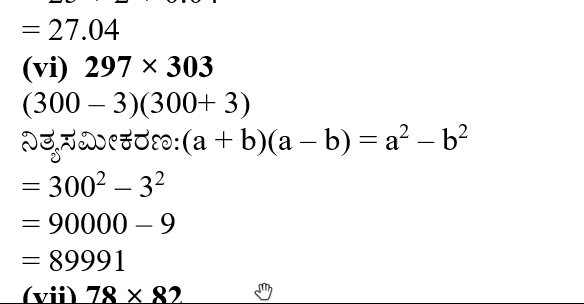 = 27.04
(vi) 297 × 303
(300 – 3)(300+ 3)
ನಿತ್ಯಸಮೀಕರಣ:(a + b)(a – b) = a² – b²
= 300² – 3²
= 90000 – 9
= 89991
(vii) 78 × 82